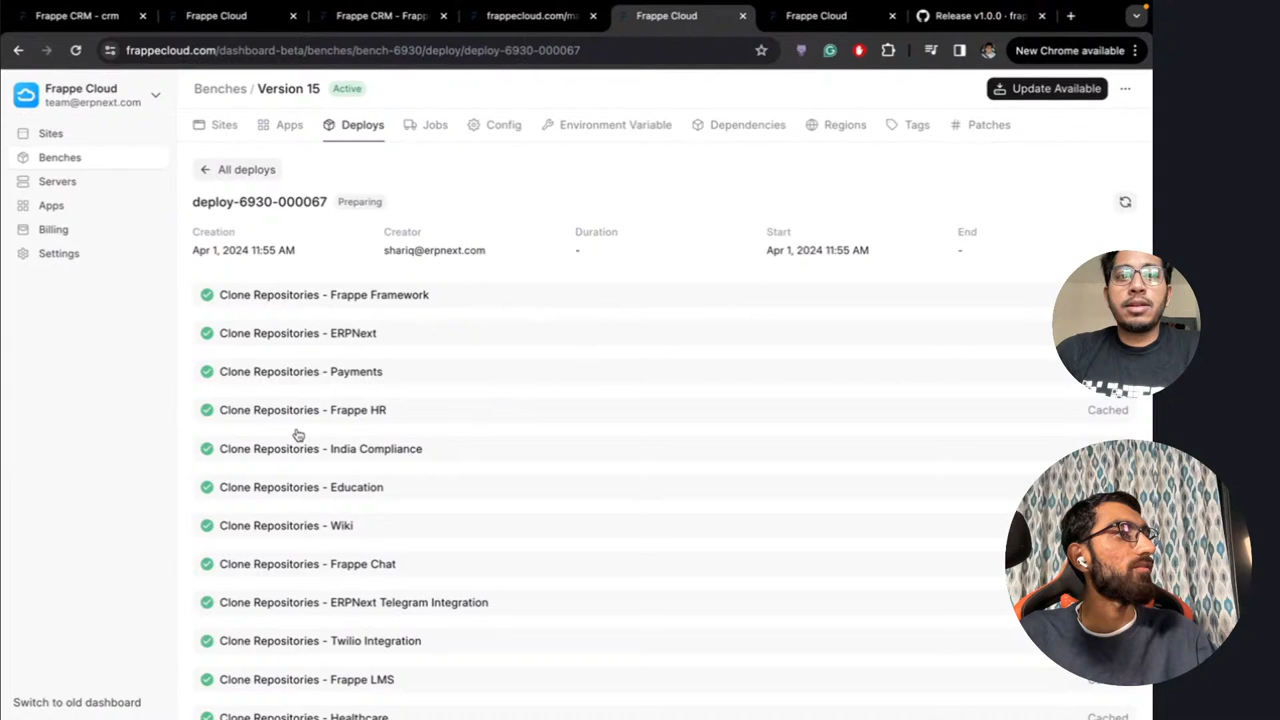 Frappe CRM - crm
Frappe Cloud
Frappe CRM - Frapp
frappecloud.com/ma
Frappe Cloud
Frappe Cloud
Release v1.0.0 · frap
frappecloud.com/dashboard-beta/benches/bench-6930/deploy/deploy-6930-000067
New Chrome available
Frappe Cloud
team@erpnext.com
Sites
Benches
Servers
Apps
Billing
Settings
Switch to old dashboard
Benches / Version 15 Active
Update Available
Sites Apps Deploys Jobs Config Environment Variable Dependencies Regions Tags Patches
All deploys
deploy-6930-000067 Preparing
Creation Creator Duration Start End
Apr 1, 2024 11:55 AM shariq@erpnext.com - Apr 1, 2024 11:55 AM -
Clone Repositories - Frappe Framework
Clone Repositories - ERPNext
Clone Repositories - Payments
Clone Repositories - Frappe HR Cached
Clone Repositories - India Compliance
Clone Repositories - Education
Clone Repositories - Wiki
Clone Repositories - Frappe Chat
Clone Repositories - ERPNext Telegram Integration
Clone Repositories - Twilio Integration
Clone Repositories - Frappe LMS
Clone Repositories - Healthcare Cached